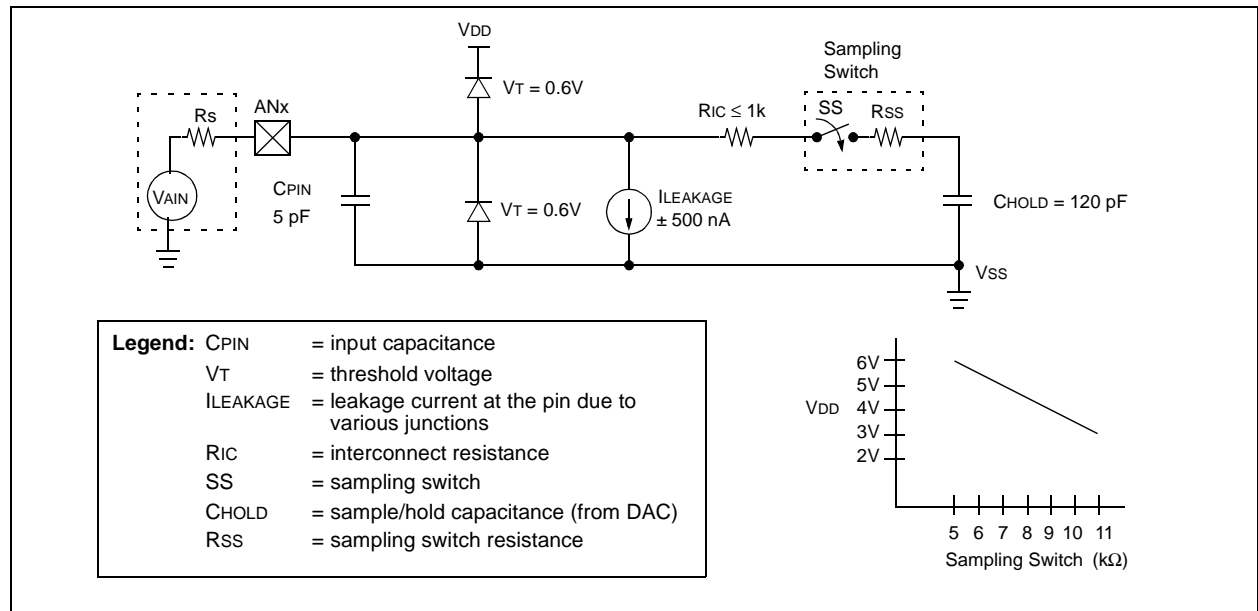 VDD
Sampling
Switch
VT = 0.6V
Rs
ANx
RIC ≤ 1k
SS
RSS
VAIN
CPIN
5 pF
VT = 0.6V
ILEAKAGE
± 500 nA
CHOLD = 120 pF
VSS
Legend: CPIN = input capacitance
VT = threshold voltage
ILEAKAGE = leakage current at the pin due to
various junctions
RIC = interconnect resistance
SS = sampling switch
CHOLD = sample/hold capacitance (from DAC)
RSS = sampling switch resistance
6V
5V
VDD 4V
3V
2V
5 6 7 8 9 10 11
Sampling Switch (kΩ)